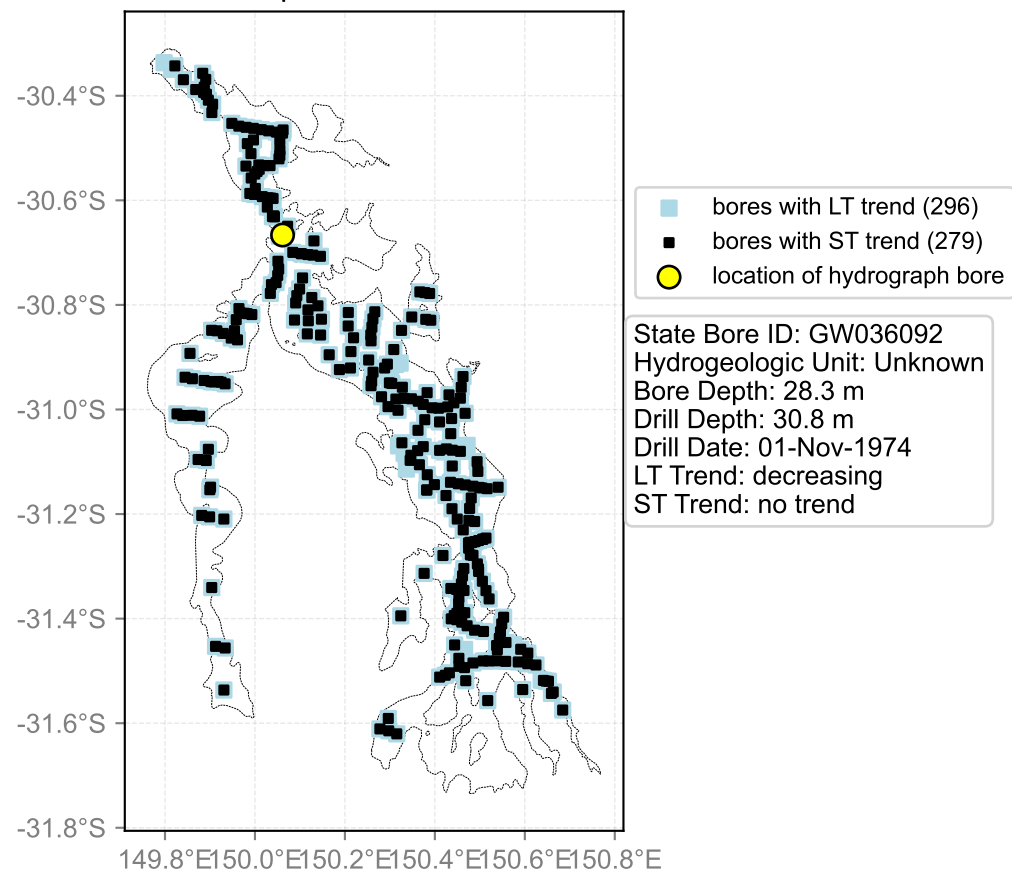 -30.4°S
-30.6°S
-30.8°S
-31.0°S
-31.2°S
-31.4°S
-31.6°S
-31.8°S
149.8°E150.0°E150.2°E150.4°E150.6°E150.8°E
bores with LT trend (296)
bores with ST trend (279)
location of hydrograph bore
State Bore ID: GW036092
Hydrogeologic Unit: Unknown
Bore Depth: 28.3 m
Drill Depth: 30.8 m
Drill Date: 01-Nov-1974
LT Trend: decreasing
ST Trend: no trend